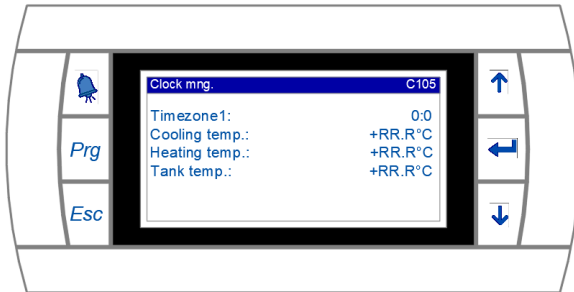 Clock mng. C105
Timezone1: 0:0
Cooling temp.: +RR.R°C
Heating temp.: +RR.R°C
Tank temp.: +RR.R°C
Prg
Esc